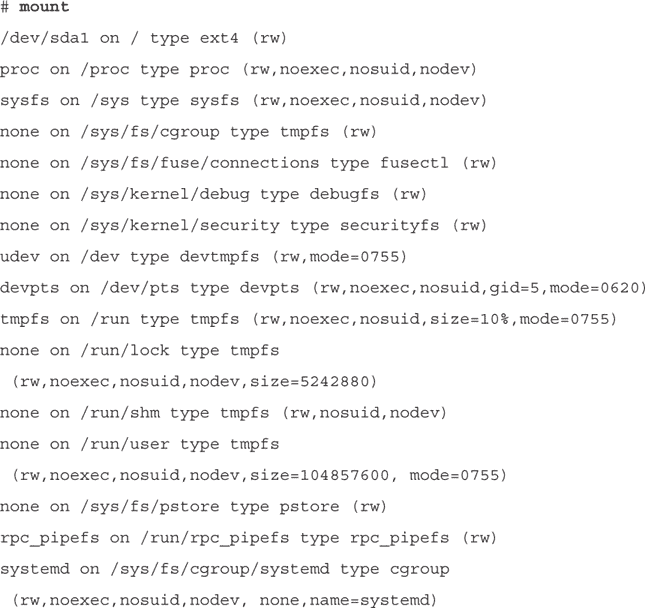 # mount
/dev/sda1 on / type ext4 (rw)
proc on /proc type proc (rw,noexec,nosuid,nodev)
sysfs on /sys type sysfs (rw,noexec,nosuid,nodev)
none on /sys/fs/cgroup type tmpfs (rw)
none on /sys/fs/fuse/connections type fusectl (rw)
none on /sys/kernel/debug type debugfs (rw)
none on /sys/kernel/security type securityfs (rw)
udev on /dev type devtmpfs (rw,mode=0755)
devpts on /dev/pts type devpts (rw,noexec,nosuid,gid=5,mode=0620)
tmpfs on /run type tmpfs (rw,noexec,nosuid,size=10%,mode=0755)
none on /run/lock type tmpfs
(rw,noexec,nosuid,nodev,size=5242880)
none on /run/shm type tmpfs (rw,nosuid,nodev)
none on /run/user type tmpfs
(rw,noexec,nosuid,nodev,size=104857600, mode=0755)
none on /sys/fs/pstore type pstore (rw)
rpc_pipefs on /run/rpc_pipefs type rpc_pipefs (rw)
systemd on /sys/fs/cgroup/systemd type cgroup
(rw,noexec,nosuid,nodev, none,name=systemd)